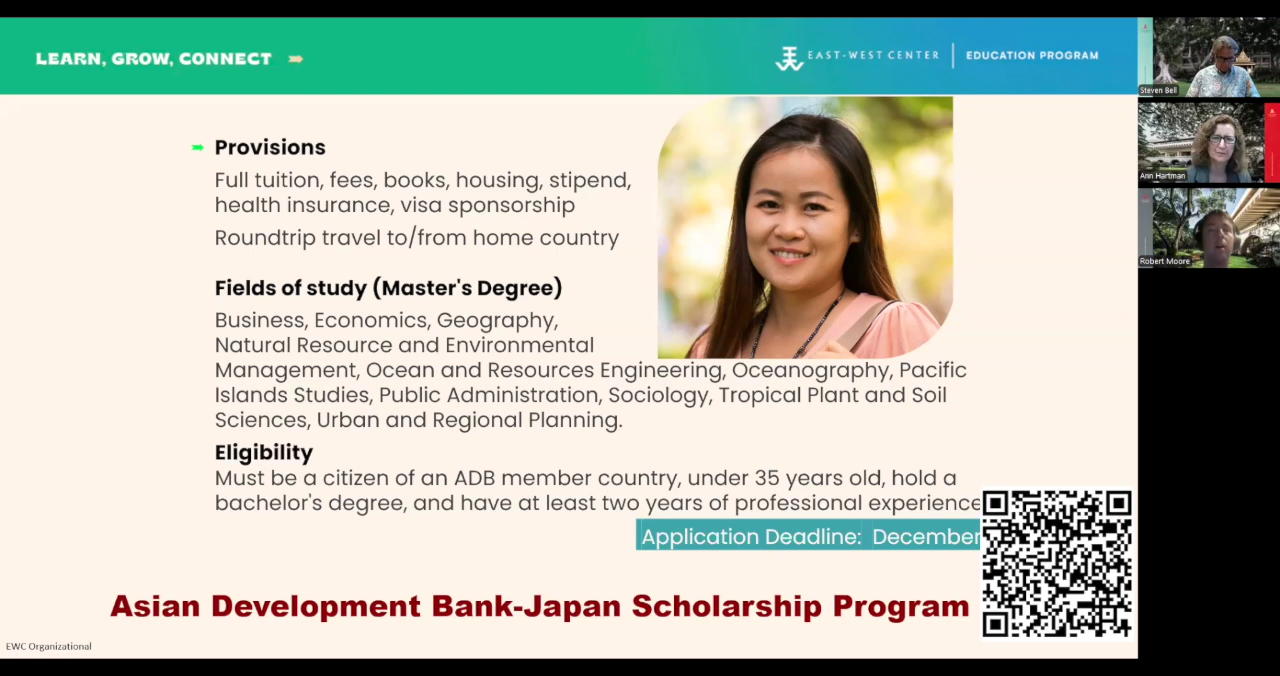 LEARN, GROW, CONNECT
EAST-WEST CENTER
EDUCATION PROGRAM
Provisions
Full tuition, fees, books, housing, stipend,
health insurance, visa sponsorship
Roundtrip travel to/from home country
Fields of study (Master's Degree)
Business, Economics, Geography,
Natural Resource and Environmental
Management, Ocean and Resources Engineering, Oceanography, Pacific
Islands Studies, Public Administration, Sociology, Tropical Plant and Soil
Sciences, Urban and Regional Planning.
Eligibility
Must be a citizen of an ADB member country, under 35 years old, hold a
bachelor's degree, and have at least two years of professional experience
Application Deadline: December
Asian Development Bank-Japan Scholarship Program
EWC Organizational
Steven Bell
Ann Hartman
Robert Moore